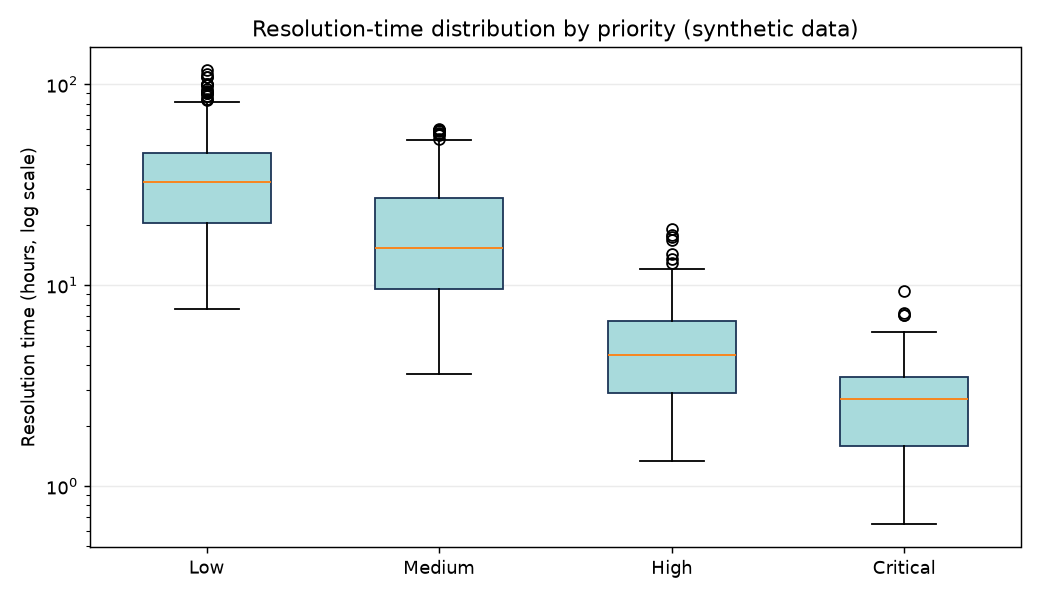 Resolution-time distribution by priority (synthetic data)
Resolution time (hours, log scale)
10²
10¹
10⁰
Low
Medium
High
Critical